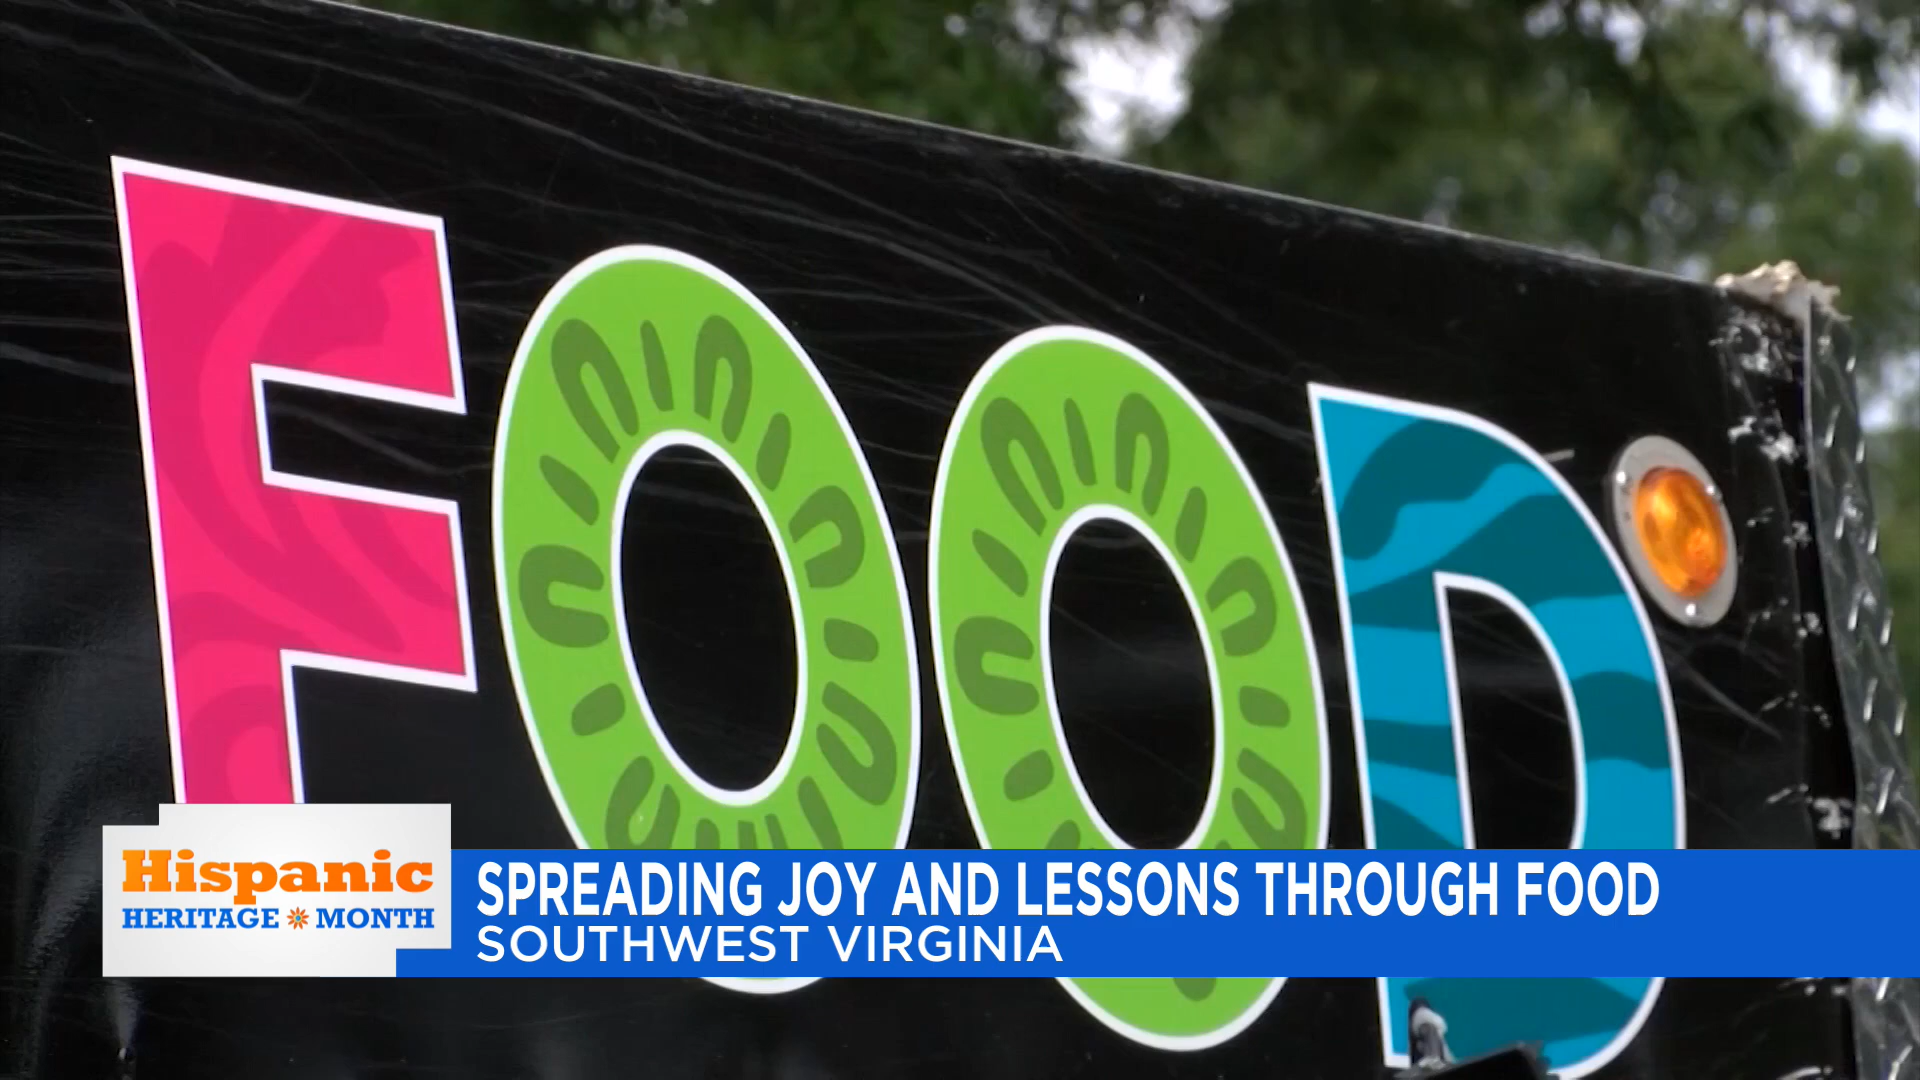 FOOD
Hispanic
HERITAGE MONTH
SPREADING JOY AND LESSONS THROUGH FOOD
SOUTHWEST VIRGINIA